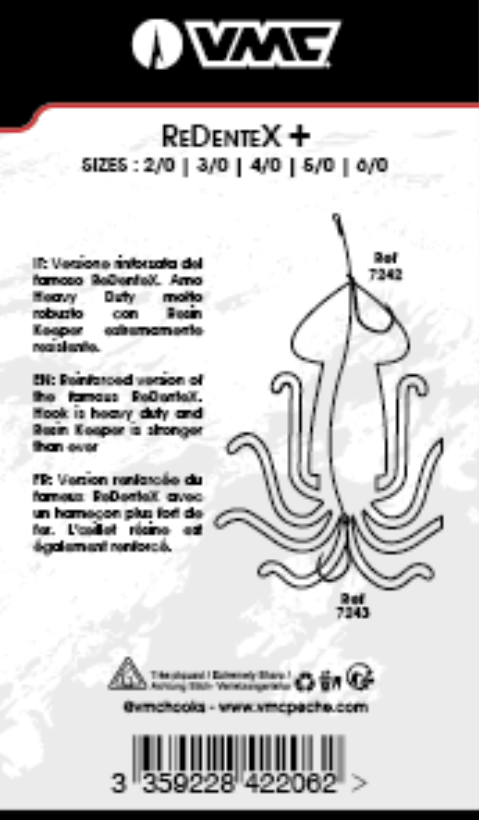 VMC
REDENTEX +
SIZES : 2/0 | 3/0 | 4/0 | 5/0 | 6/0
Ref
7242
IT: Versione rinforzata del
famoso ReDenteX. Amo
Heavy Duty molto
robusto con Resin
Keeper estremamente
resistente.
EN: Reinforced version of
the famous ReDenteX.
Hook is heavy duty and
Resin Keeper is stronger
than ever
FR: Version renforcée du
fameux ReDenteX avec
un hameçon plus fort de
fer. L'œillet résine est
également renforcé.
Ref
7243
Très piquant ! Extremely Sharp !
Achtung Stich- Verletzungsgefahr
@vmchooks - www.vmcpeche.com
3 359228 422062 >